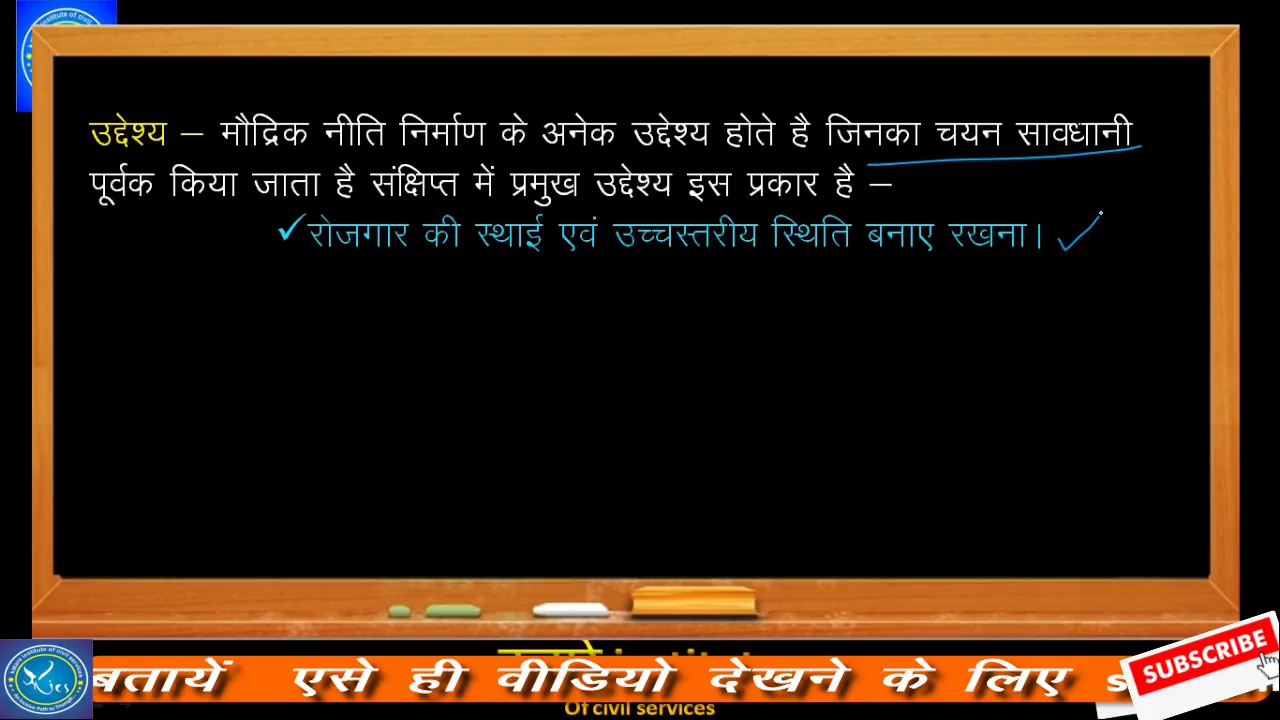 उद्देश्य – मौद्रिक नीति निर्माण के अनेक उद्देश्य होते है जिनका चयन सावधानी
पूर्वक किया जाता है संक्षिप्त में प्रमुख उद्देश्य इस प्रकार है –
✓रोजगार की स्थाई एवं उच्चस्तरीय स्थिति बनाए रखना।
बतायें एसे ही वीडियो देखने के लिए s
SUBSCRIBE
Of civil services